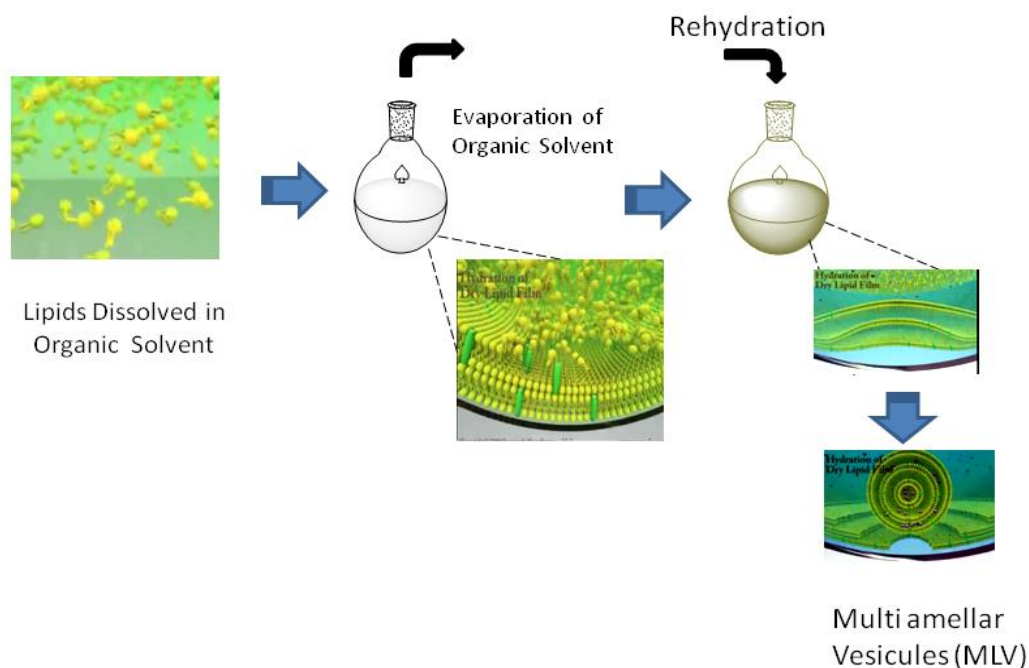 Rehydration
Evaporation of
Organic Solvent
Lipids Dissolved in
Organic Solvent
Hydration of
Dry Lipid Film
Hydration of
Dry Lipid Film
Hydration of
Dry Lipid Film
Multi amellar
Vesicules (MLV)